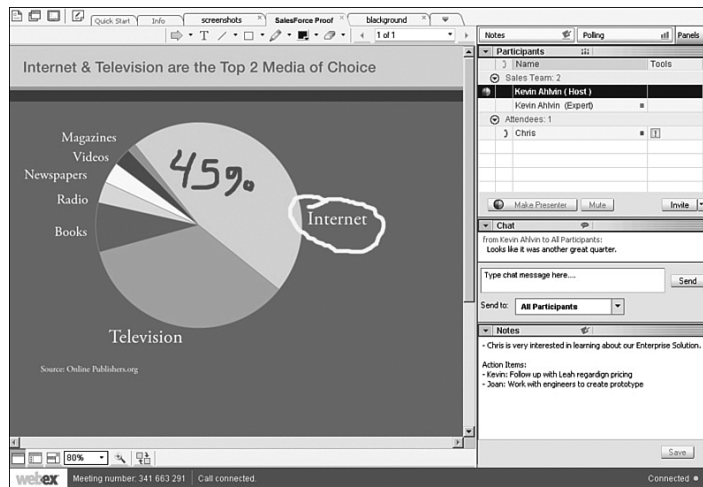 Quick Start
Info
screenshots
SalesForce Proof
background
T
1 of 1
Internet & Television are the Top 2 Media of Choice
Magazines
Videos
Newspapers
Radio
Books
45%
Internet
Television
Source: Online Publishers.org
80%
webex
Meeting number: 341 663 291
Call connected.
Connected
Notes
Polling
Panels
Participants
Name
Tools
Sales Team: 2
Kevin Ahlvin (Host)
Kevin Ahlvin (Expert)
Attendees: 1
Chris
Make Presenter
Mute
Invite
Chat
from Kevin Ahlvin to All Participants:
Looks like it was another great quarter.
Type chat message here....
Send
Send to:
All Participants
Notes
- Chris is very interested in learning about our Enterprise Solution.
Action Items:
- Kevin: Follow up with Leah regardign pricing
- Joan: Work with engineers to create prototype
Save